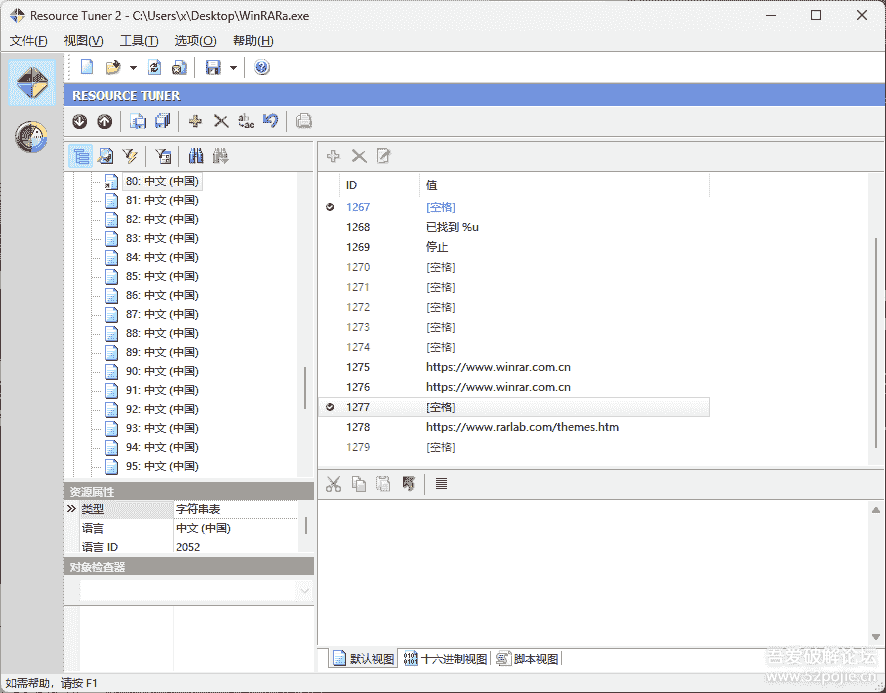 Resource Tuner 2 - C:\Users\x\Desktop\WinRARa.exe
文件(F) 视图(V) 工具(T) 选项(O) 帮助(H)
RESOURCE TUNER
80: 中文 (中国)
81: 中文 (中国)
82: 中文 (中国)
83: 中文 (中国)
84: 中文 (中国)
85: 中文 (中国)
86: 中文 (中国)
87: 中文 (中国)
88: 中文 (中国)
89: 中文 (中国)
90: 中文 (中国)
91: 中文 (中国)
92: 中文 (中国)
93: 中文 (中国)
94: 中文 (中国)
95: 中文 (中国)
资源属性
类型 字符串表
语言 中文 (中国)
语言 ID 2052
对象检查器
ID 值
1267 [空格]
1268 已找到 %u
1269 停止
1270 [空格]
1271 [空格]
1272 [空格]
1273 [空格]
1274 [空格]
1275 https://www.winrar.com.cn
1276 https://www.winrar.com.cn
1277 [空格]
1278 https://www.rarlab.com/themes.htm
1279 [空格]
默认视图 十六进制视图 脚本视图
如需帮助，请按 F1
吾爱破解论坛
www.52pojie.cn